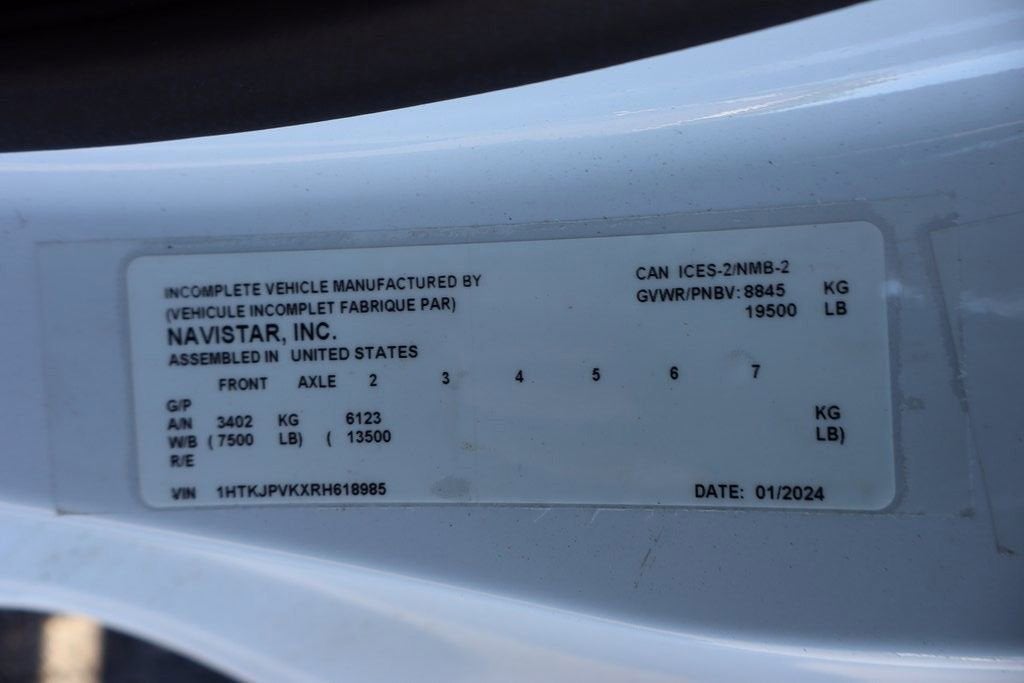 INCOMPLETE VEHICLE MANUFACTURED BY
(VEHICULE INCOMPLET FABRIQUE PAR)
NAVISTAR, INC.
ASSEMBLED IN UNITED STATES
CAN ICES-2/NMB-2
GVWR/PNBV: 8845 KG
19500 LB
FRONT AXLE 2 3 4 5 6 7
G/P
A/N 3402 KG 6123 KG
W/B ( 7500 LB) ( 13500 LB)
R/E
VIN 1HTKJPVKXRH618985
DATE: 01/2024